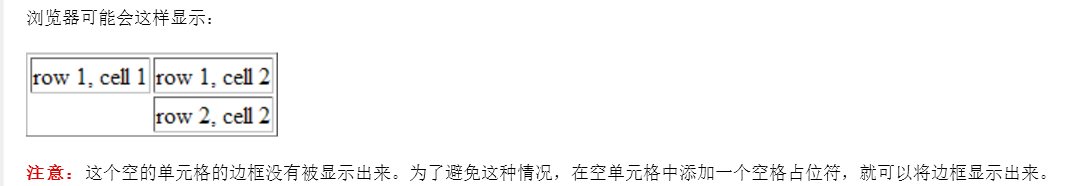 浏览器可能会这样显示：
row 1, cell 1 row 1, cell 2
row 2, cell 2
注意：这个空的单元格的边框没有被显示出来。为了避免这种情况，在空单元格中添加一个空格占位符，就可以将边框显示出来。